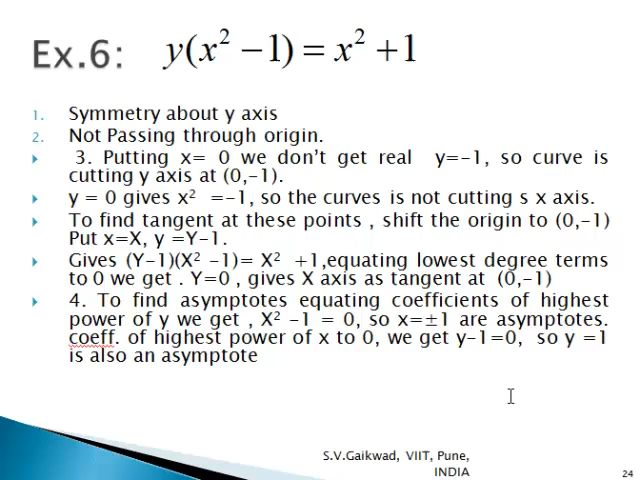 Ex.6: y(x² − 1) = x² + 1
1. Symmetry about y axis
2. Not Passing through origin.
3. Putting x= 0 we don't get real y=-1, so curve is
cutting y axis at (0,-1).
y = 0 gives x² =-1, so the curves is not cutting s x axis.
To find tangent at these points , shift the origin to (0,-1)
Put x=X, y =Y-1.
Gives (Y-1)(X² -1)= X² +1,equating lowest degree terms
to 0 we get . Y=0 , gives X axis as tangent at (0,-1)
4. To find asymptotes equating coefficients of highest
power of y we get , X² -1 = 0, so x=±1 are asymptotes.
coeff. of highest power of x to 0, we get y-1=0, so y =1
is also an asymptote
S.V.Gaikwad, VIIT, Pune,
INDIA
24